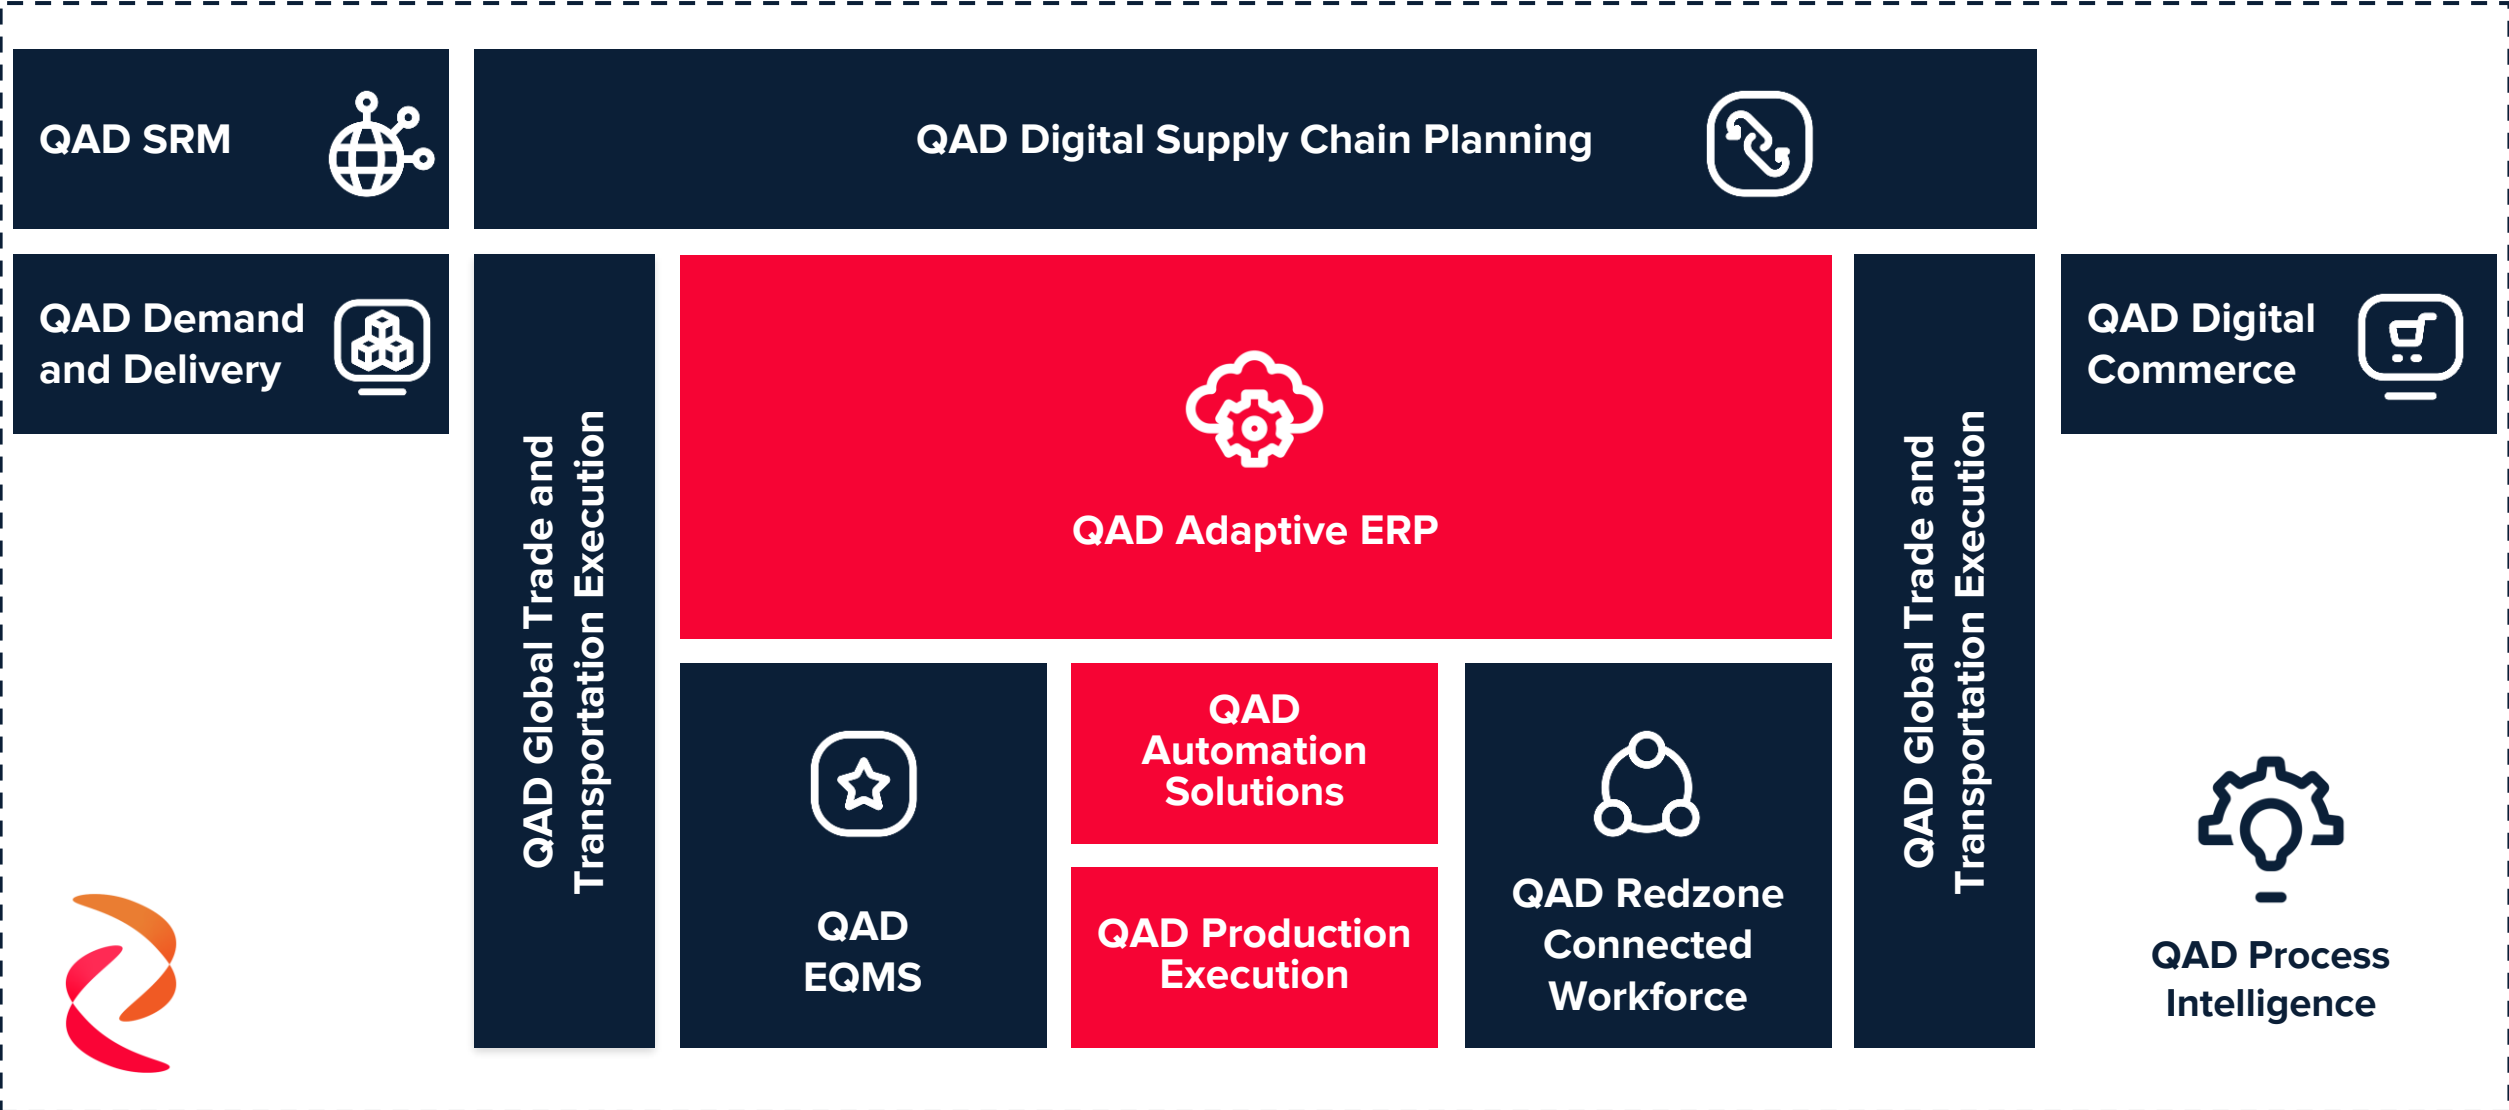 QAD SRM
QAD Digital Supply Chain Planning
QAD Demand
and Delivery
QAD Global Trade and
Transportation Execution
QAD Adaptive ERP
QAD Global Trade and
Transportation Execution
QAD Digital
Commerce
QAD
EQMS
QAD
Automation
Solutions
QAD Production
Execution
QAD Redzone
Connected
Workforce
QAD Process
Intelligence